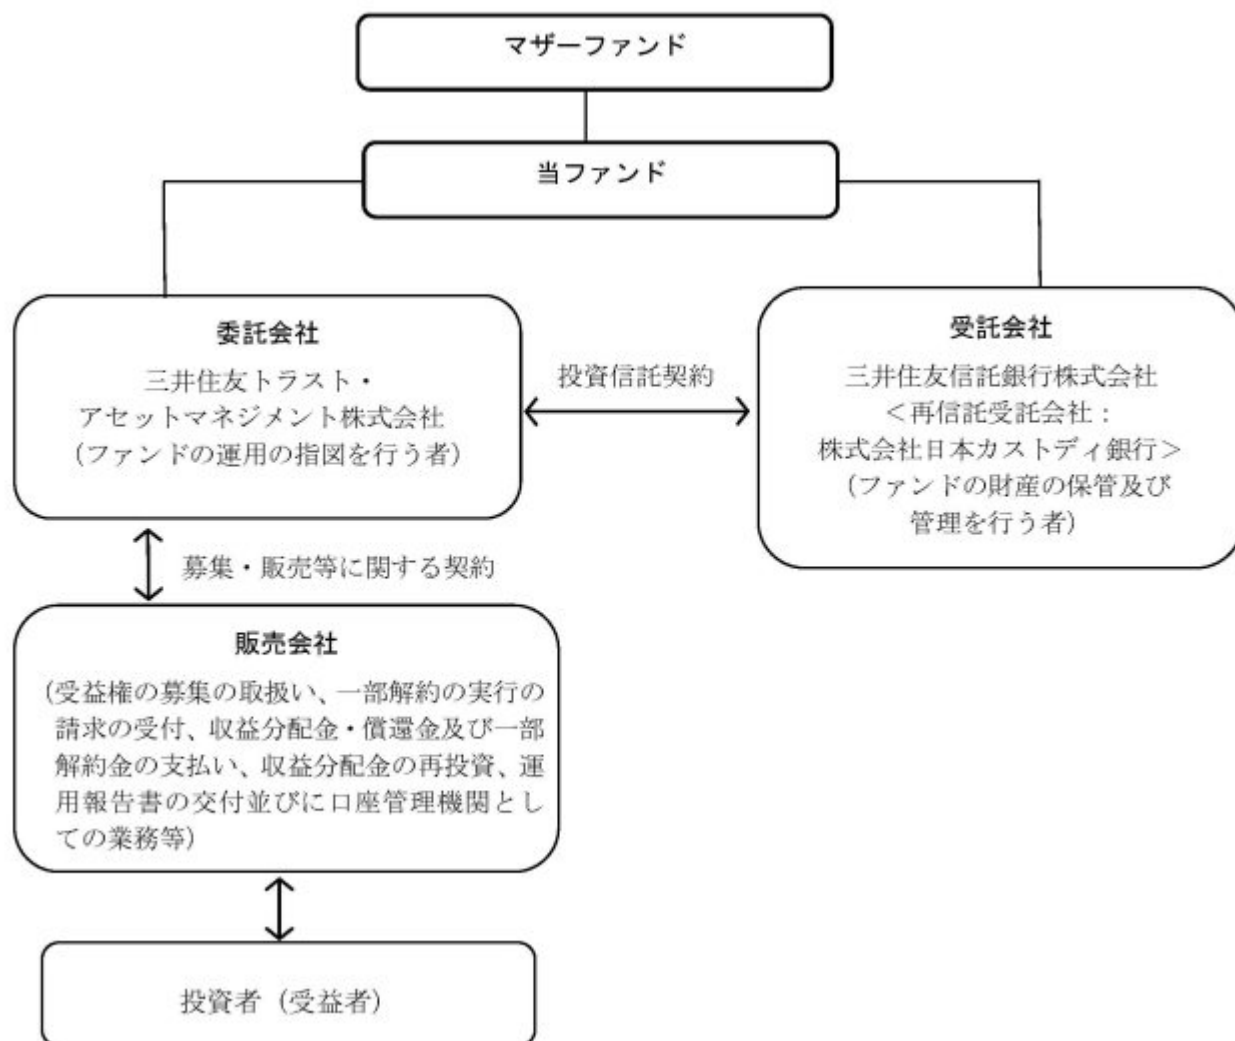 マザーファンド
当ファンド
委託会社
三井住友トラスト・
アセットマネジメント株式会社
（ファンドの運用の指図を行う者）
投資信託契約
受託会社
三井住友信託銀行株式会社
＜再信託受託会社：
株式会社日本カストディ銀行＞
（ファンドの財産の保管及び
管理を行う者）
募集・販売等に関する契約
販売会社
（受益権の募集の取扱い、一部解約の実行の
請求の受付、収益分配金・償還金及び一部
解約金の支払い、収益分配金の再投資、運
用報告書の交付並びに口座管理機関とし
ての業務等）
投資者（受益者）